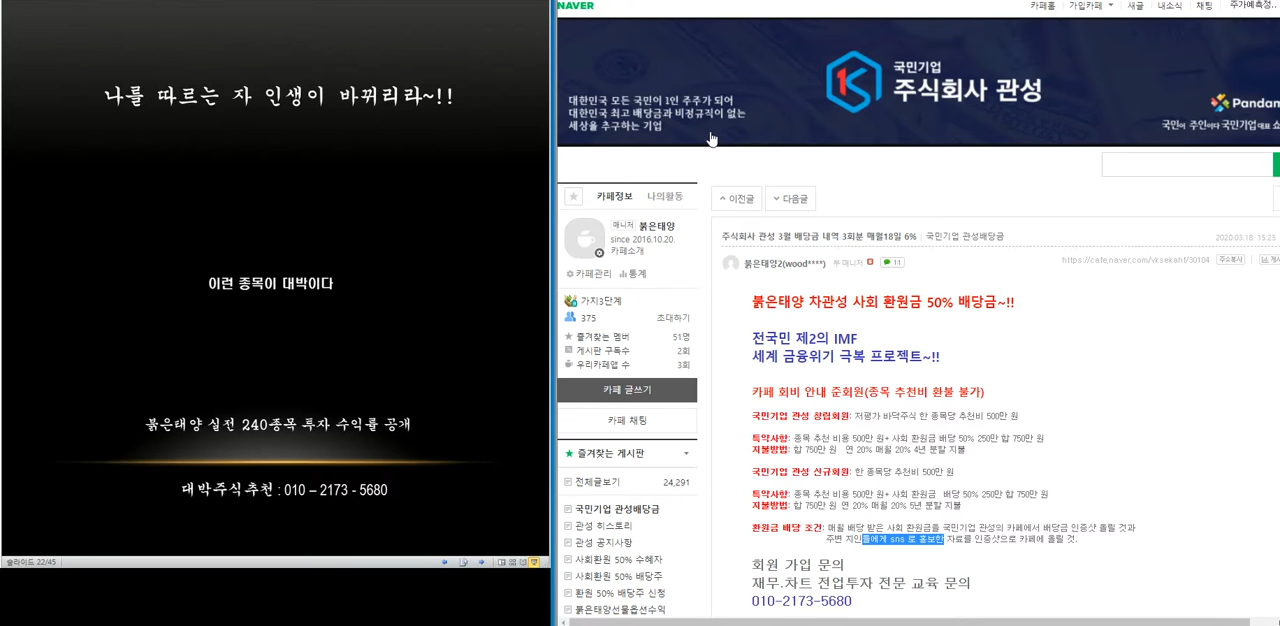 나를 따르는 자 인생이 바뀌리라~!!
이런 종목이 대박이다
붉은태양 실전 240종목 투자 수익률 공개
대박주식추천 : 010 – 2173 - 5680
슬라이드 22/45
NAVER
카페홈 가입카페 새글 내소식 채팅 주가예측정..
대한민국 모든 국민이 1인 주주가 되어
대한민국 최고 배당금과 비정규직이 없는
세상을 추구하는 기업
국민기업
주식회사 관성
국민이 주인이다 국민기업대표 쇼
카페정보 나의활동
매니저 붉은태양
since 2016.10.20.
카페소개
카페관리 통계
가지3단계
375 초대하기
즐겨찾는 멤버 51명
게시판 구독수 2회
우리카페앱 수 3회
카페 글쓰기
카페 채팅
즐겨찾는 게시판
전체글보기 24,291
국민기업 관성배당금
관성 히스토리
관성 공지사항
사회환원 50% 수혜자
사회환원 50% 배당주
환원 50% 배당주 신청
붉은태양선물옵션수익
이전글 다음글
주식회사 관성 3월 배당금 내역 3회분 매월18일 6% | 국민기업 관성배당금
2020.03.18. 15:25
붉은태양2(wood****) 부매니저 11
https://cafe.naver.com/vksekahf/30104 주소복사
붉은태양 차관성 사회 환원금 50% 배당금~!!
전국민 제2의 IMF
세계 금융위기 극복 프로젝트~!!
카페 회비 안내 준회원(종목 추천비 환불 불가)
국민기업 관성 창립회원: 저평가 바닥주식 한 종목당 추천비 500만 원
특약사항: 종목 추천 비용 500만 원+ 사회 환원금 배당 50% 250만 합 750만 원
지불방법: 합 750만 원 연 20% 매월 20% 4년 분할 지불
국민기업 관성 신규회원: 한 종목당 추천비 500만 원
특약사항: 종목 추천 비용 500만 원+ 사회 환원금 배당 50% 250만 합 750만 원
지불방법: 합 750만 원 연 20% 매월 20% 5년 분할 지불
환원금 배당 조건: 매월 배당 받은 사회 환원금을 국민기업 관성의 카페에서 배당금 인증샷 올릴 것과
주변 지인들에게 sns 로 홍보한 자료를 인증샷으로 카페에 올릴 것.
회원 가입 문의
재무.차트 전업투자 전문 교육 문의
010-2173-5680